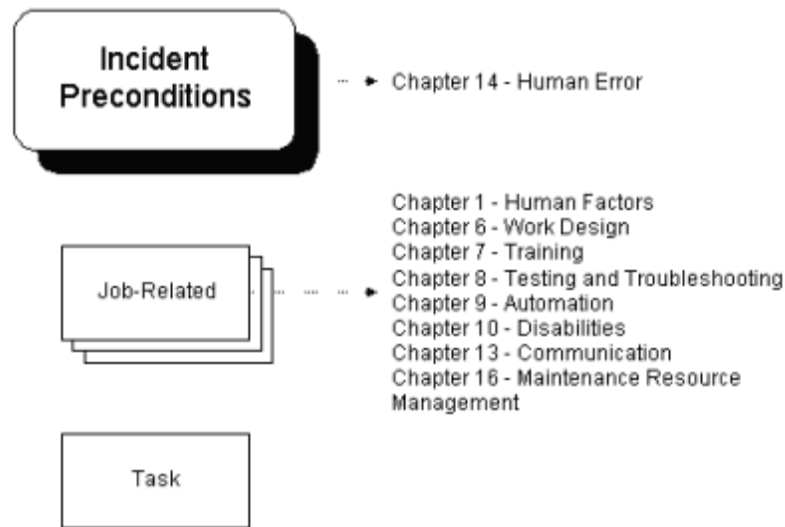 Incident
Preconditions
Chapter 14 - Human Error
Job-Related
Chapter 1 - Human Factors
Chapter 6 - Work Design
Chapter 7 - Training
Chapter 8 - Testing and Troubleshooting
Chapter 9 - Automation
Chapter 10 - Disabilities
Chapter 13 - Communication
Chapter 16 - Maintenance Resource
Management
Task